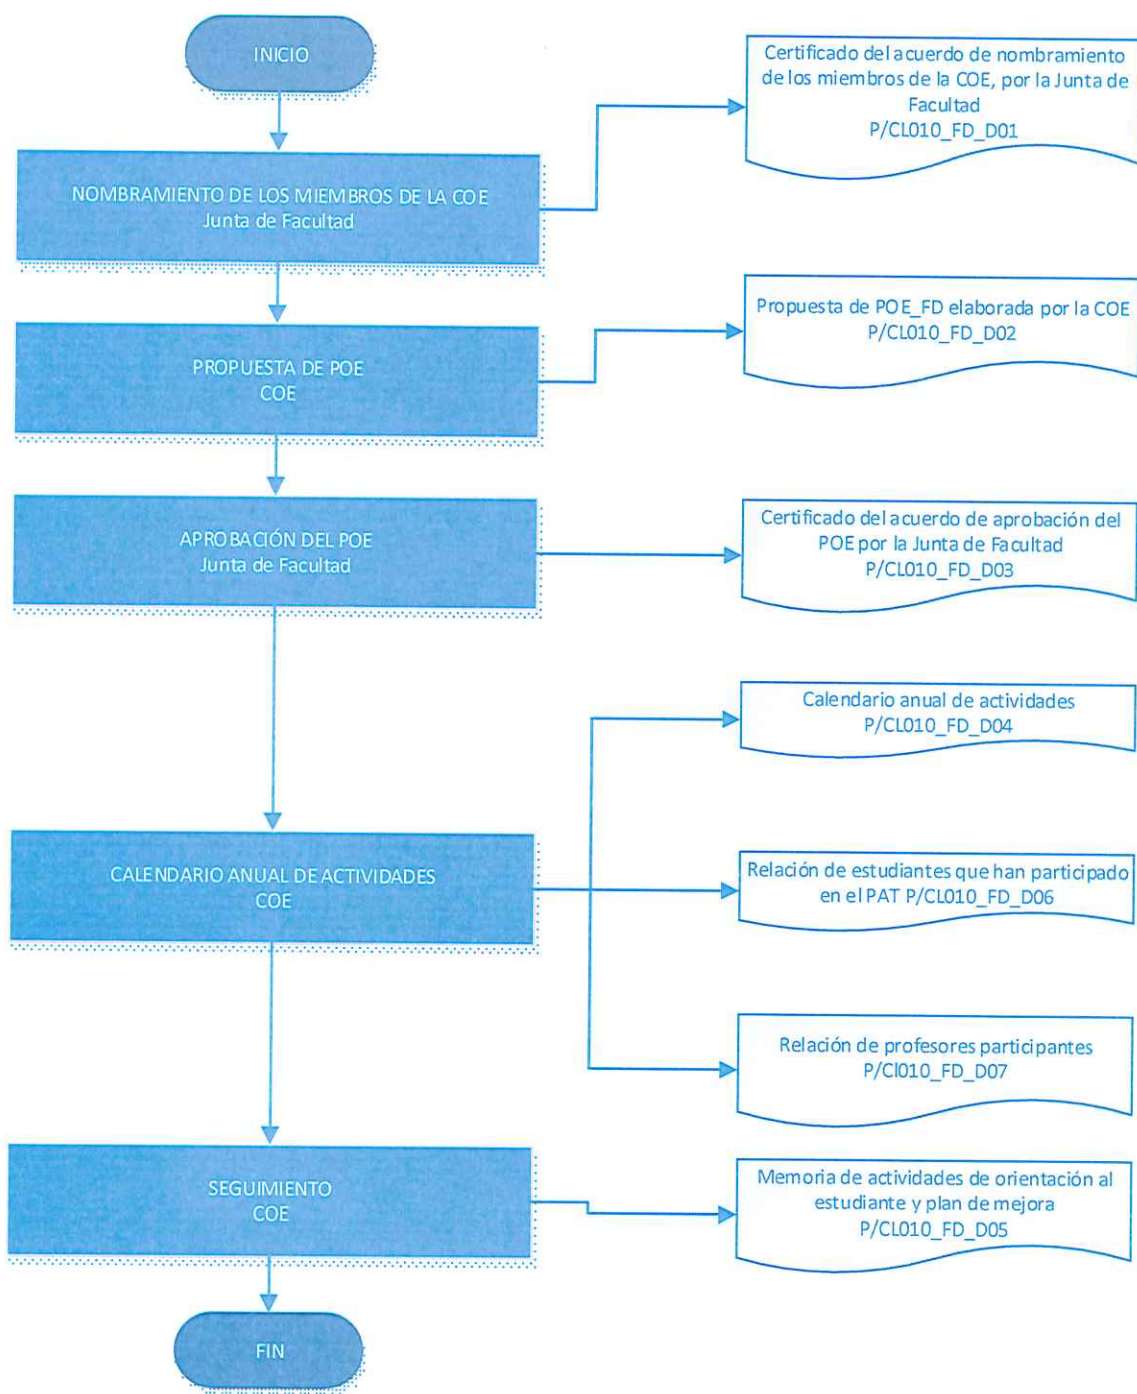 INICIO
Certificado del acuerdo de nombramiento
de los miembros de la COE, por la Junta de
Facultad
P/CL010_FD_D01
NOMBRAMIENTO DE LOS MIEMBROS DE LA COE
Junta de Facultad
Propuesta de POE_FD elaborada por la COE
P/CL010_FD_D02
PROPUESTA DE POE
COE
Certificado del acuerdo de aprobación del
POE por la Junta de Facultad
P/CL010_FD_D03
APROBACIÓN DEL POE
Junta de Facultad
Calendario anual de actividades
P/CL010_FD_D04
CALENDARIO ANUAL DE ACTIVIDADES
COE
Relación de estudiantes que han participado
en el PAT P/CL010_FD_D06
Relación de profesores participantes
P/Cl010_FD_D07
SEGUIMIENTO
COE
Memoria de actividades de orientación al
estudiante y plan de mejora
P/CL010_FD_D05
FIN